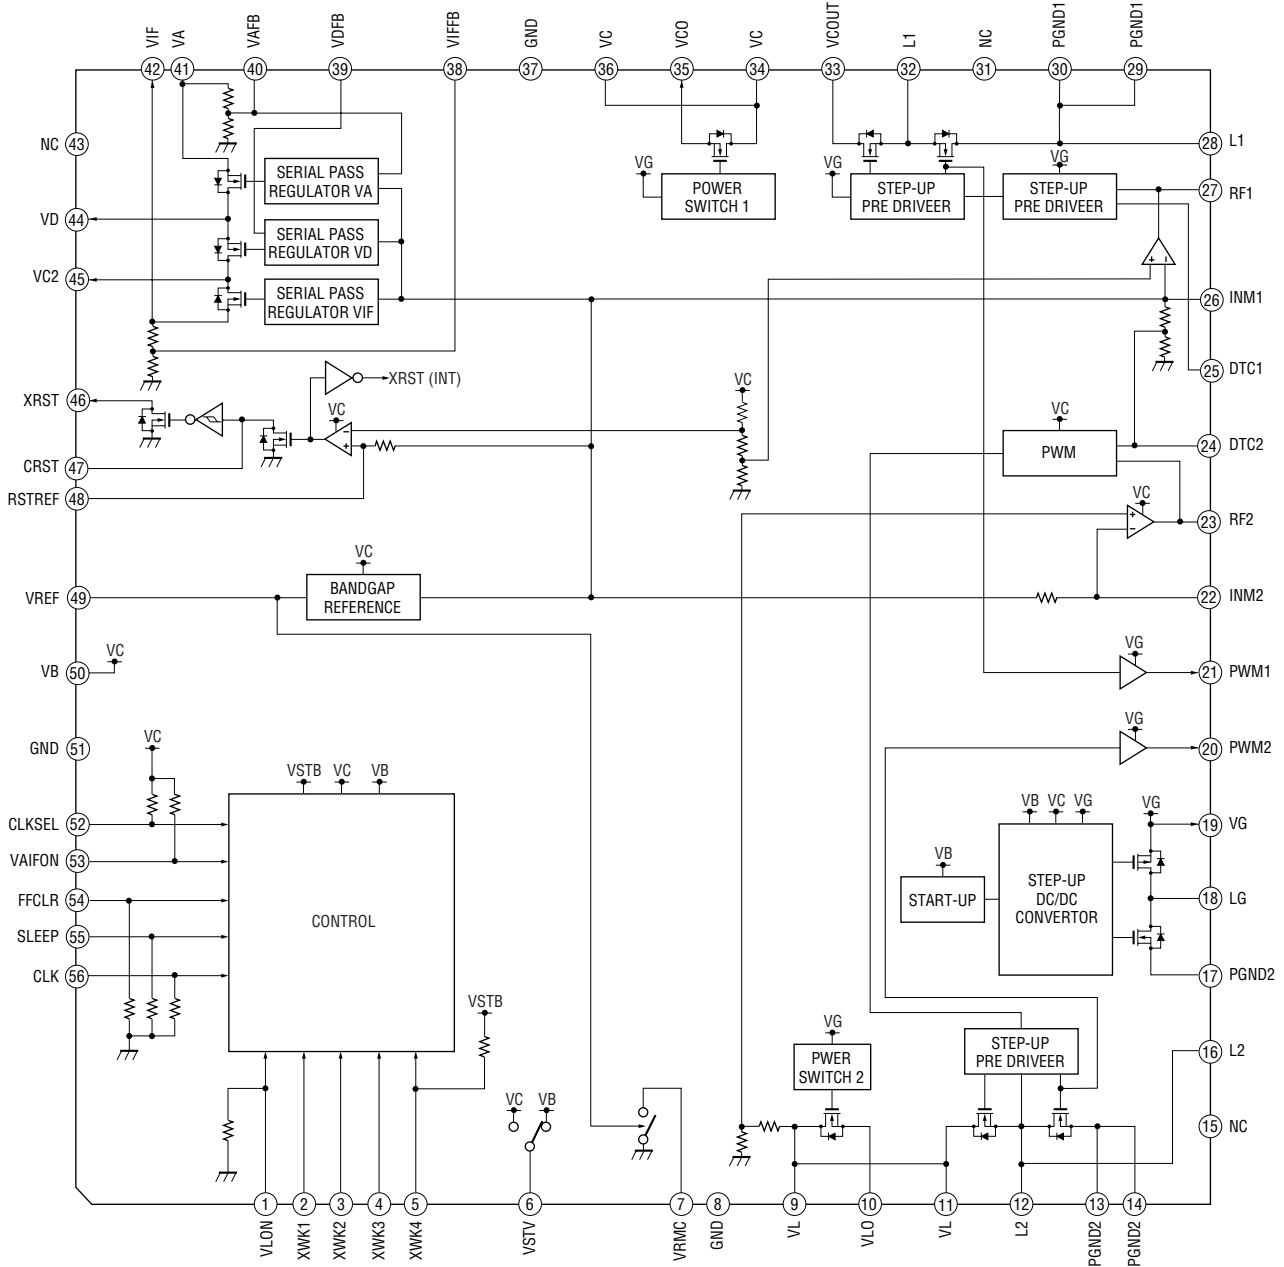 VIF
VA
VAFB
VDFB
VIFFB
GND
VC
VCO
VC
VCOUT
L1
NC
PGND1
PGND1
42
41
40
39
38
37
36
35
34
33
32
31
30
29
NC 43
28 L1
SERIAL PASS
REGULATOR VA
VG
POWER
SWITCH 1
VG
STEP-UP
PRE DRIVEER
VG
STEP-UP
PRE DRIVEER
27 RF1
VD 44
SERIAL PASS
REGULATOR VD
+ −
VC2 45
SERIAL PASS
REGULATOR VIF
26 INM1
XRST (INT)
25 DTC1
XRST 46
VC
− +
VC
VC
PWM
24 DTC2
CRST 47
RSTREF 48
VC
+ −
23 RF2
VC
BANDGAP
REFERENCE
VREF 49
22 INM2
VB 50
VC
VG
21 PWM1
GND 51
VC
VG
20 PWM2
VSTB VC VB
VB VC VG
VG
CLKSEL 52
19 VG
VAIFON 53
VB
START-UP
STEP-UP
DC/DC
CONVERTOR
FFCLR 54
18 LG
CONTROL
SLEEP 55
CLK 56
17 PGND2
VSTB
VG
PWER
SWITCH 2
STEP-UP
PRE DRIVEER
16 L2
VC VB
15 NC
1
2
3
4
5
6
7
8
9
10
11
12
13
14
VLON
XWK1
XWK2
XWK3
XWK4
VSTV
VRMC
GND
VL
VLO
VL
L2
PGND2
PGND2